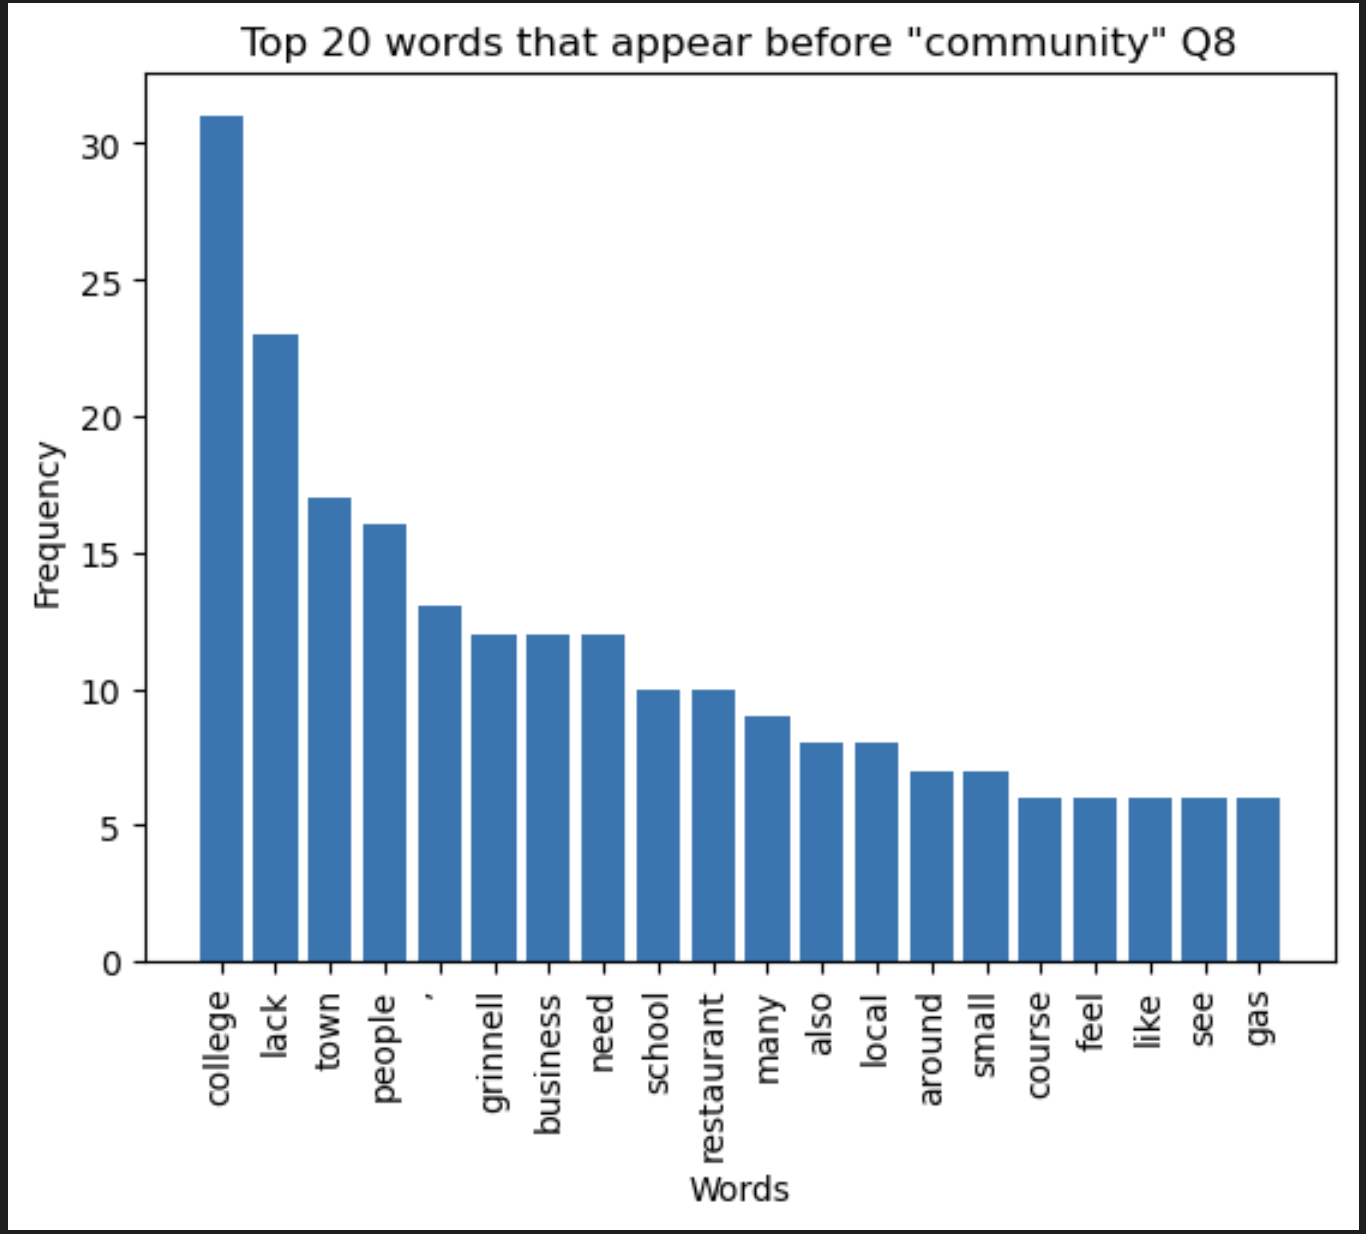 Top 20 words that appear before "community" Q8
30
25
20
15
10
5
0
Frequency
college
lack
town
people
’
grinnell
business
need
school
restaurant
many
also
local
around
small
course
feel
like
see
gas
Words